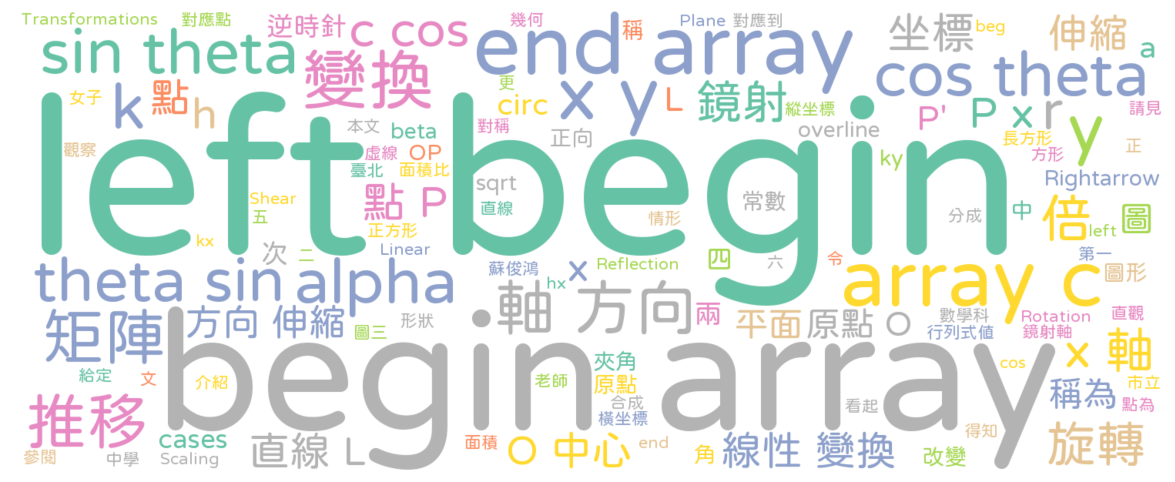 Transformations 對應點 逆時針 c cos 幾何 稱 Plane 對應到 坐標 beg 伸縮
sin theta 變換 end array cos theta a
女子 k 點 h 更 circ x y L 鏡射 縱坐標 P' P x r y 請見
觀察 本文 beta 對稱 正向 overline 長方形 方形 正
虛線 OP 臺北 面積比 ky Rightarrow
left begin
Shear 點 P sqrt 直線 常數 分成 中 倍 圖 left
五 正方形 情形
kx 次 二 Linear 蘇俊鴻 x Reflection 四 六 令 第一
theta sin alpha hx array c 圖形
矩陣 方向 伸縮 圖三 形狀 軸 方向 兩 平面 原點 O 數學科 行列式值 Rotation 鏡射軸 直觀
begin array
給定 文 介紹 老師 夾角 原點 cos x 軸
推移 合成 橫坐標 看起 稱為 市立 點為
cases 直線 L 面積 O 中心 end 角 線性 變換 改變 得知 旋轉
參閱 中學 Scaling